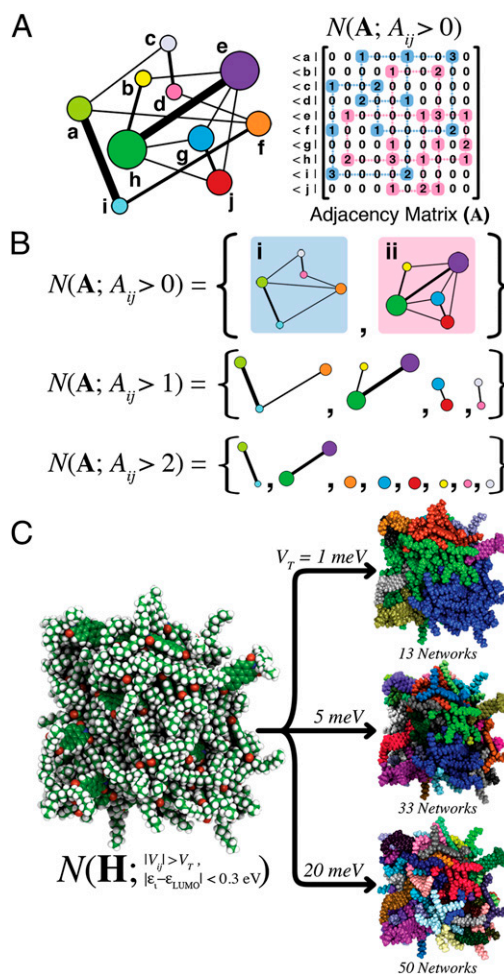 A
c
e
b
d
a
f
g
h
i
j
N(A; Aij > 0)
< a | 0 0 1 0 0 1 0 0 3 0
< b | 0 0 0 0 1 0 0 2 0 0
< c | 1 0 0 2 0 0 0 0 0 0
< d | 0 0 2 0 0 1 0 0 0 0
< e | 0 1 0 0 0 0 1 3 0 1
< f | 1 0 0 1 0 0 0 0 2 0
< g | 0 0 0 0 1 0 0 1 0 2
< h | 0 2 0 0 3 0 1 0 0 1
< i | 3 0 0 0 0 2 0 0 0 0
< j | 0 0 0 0 1 0 2 1 0 0
Adjacency Matrix (A)
B
N(A; Aij > 0) = { i , ii }
N(A; Aij > 1) = { , , , }
N(A; Aij > 2) = { , , , , , , , }
C
VT = 1 meV
13 Networks
5 meV
33 Networks
20 meV
50 Networks
N(H; |Vij| > VT , |εi−εLUMO| < 0.3 eV)